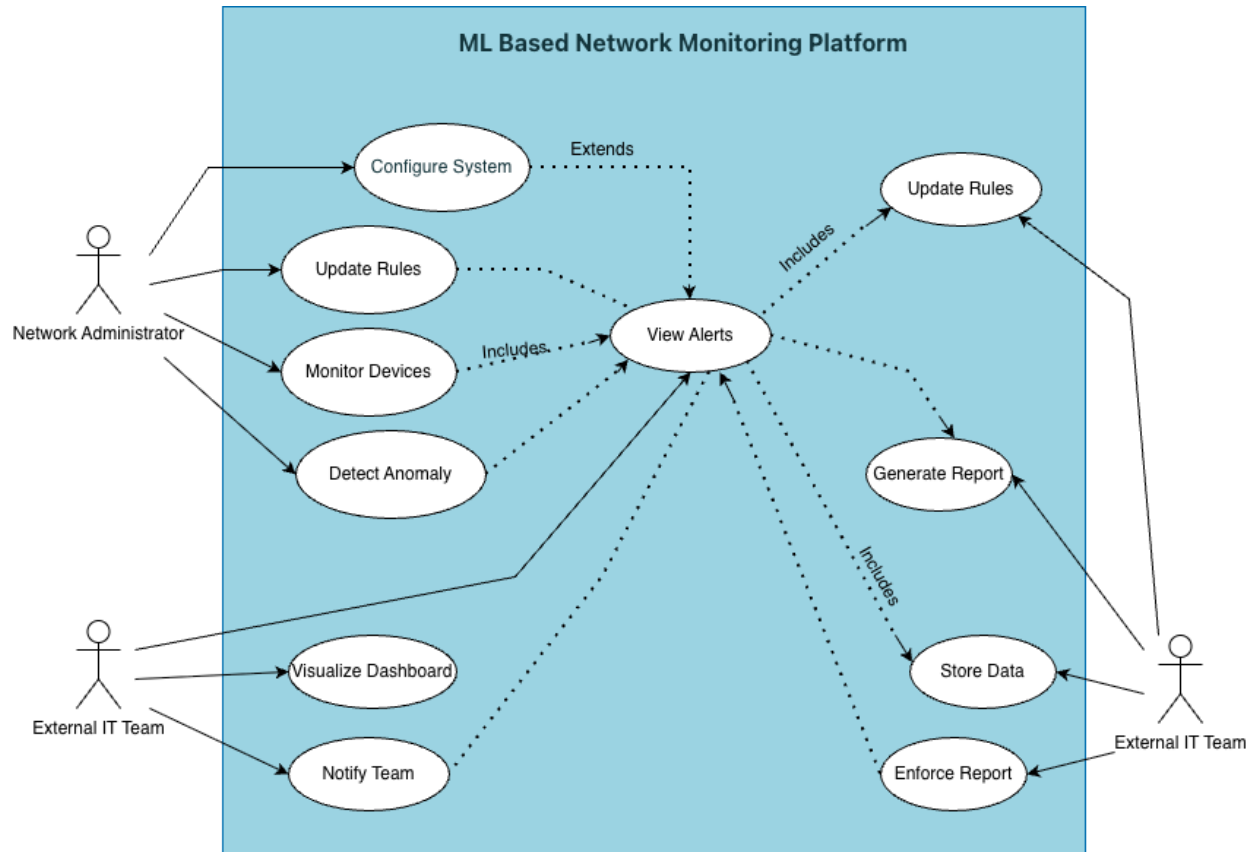 ML Based Network Monitoring Platform
Configure System
Extends
Update Rules
Includes
Update Rules
Network Administrator
View Alerts
Includes
Monitor Devices
Detect Anomaly
Generate Report
Includes
Visualize Dashboard
Store Data
External IT Team
External IT Team
Notify Team
Enforce Report